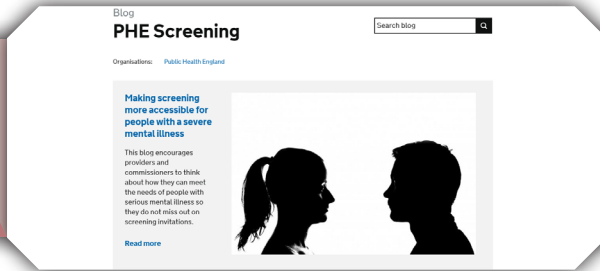 Blog
PHE Screening
Search blog
Organisations: Public Health England
Making screening
more accessible for
people with a severe
mental illness
This blog encourages
providers and
commissioners to think
about how they can meet
the needs of people with
serious mental illness so
they do not miss out on
screening invitations.
Read more